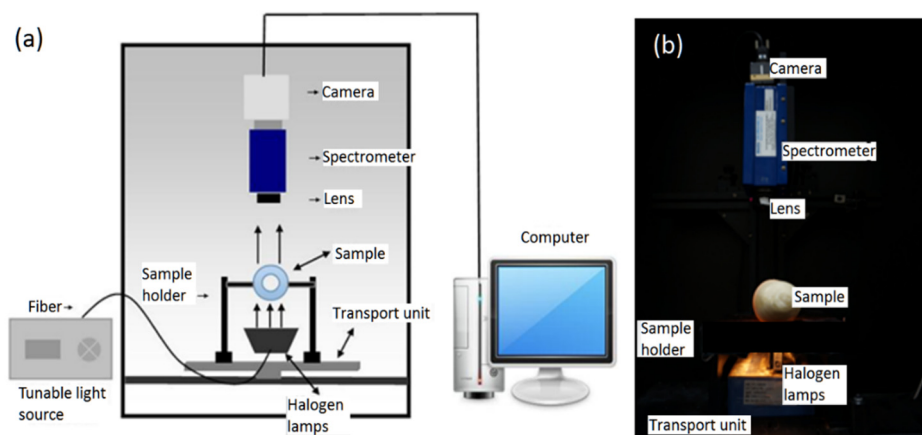 (a)
Camera
Spectrometer
Lens
Sample
Sample
holder
Fiber
Transport unit
Tunable light
source
Halogen
lamps
Computer
(b)
Camera
Spectrometer
Lens
Sample
Sample
holder
Halogen
lamps
Transport unit